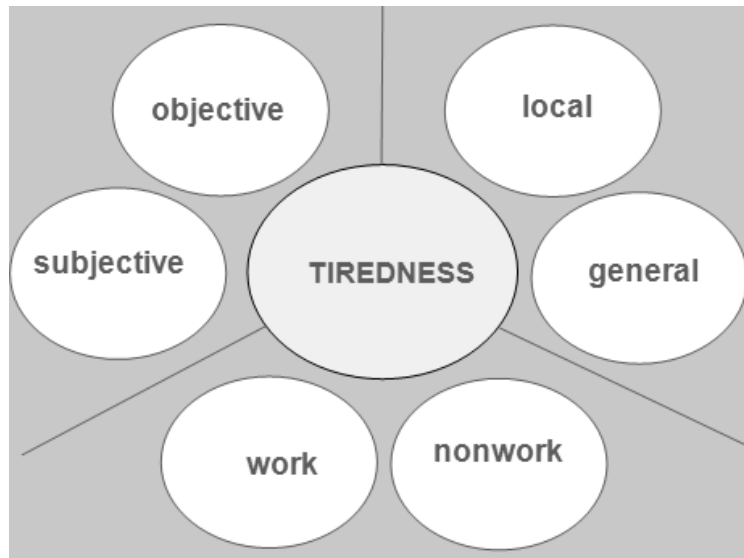 objective
local
subjective
TIREDNESS
general
work
nonwork